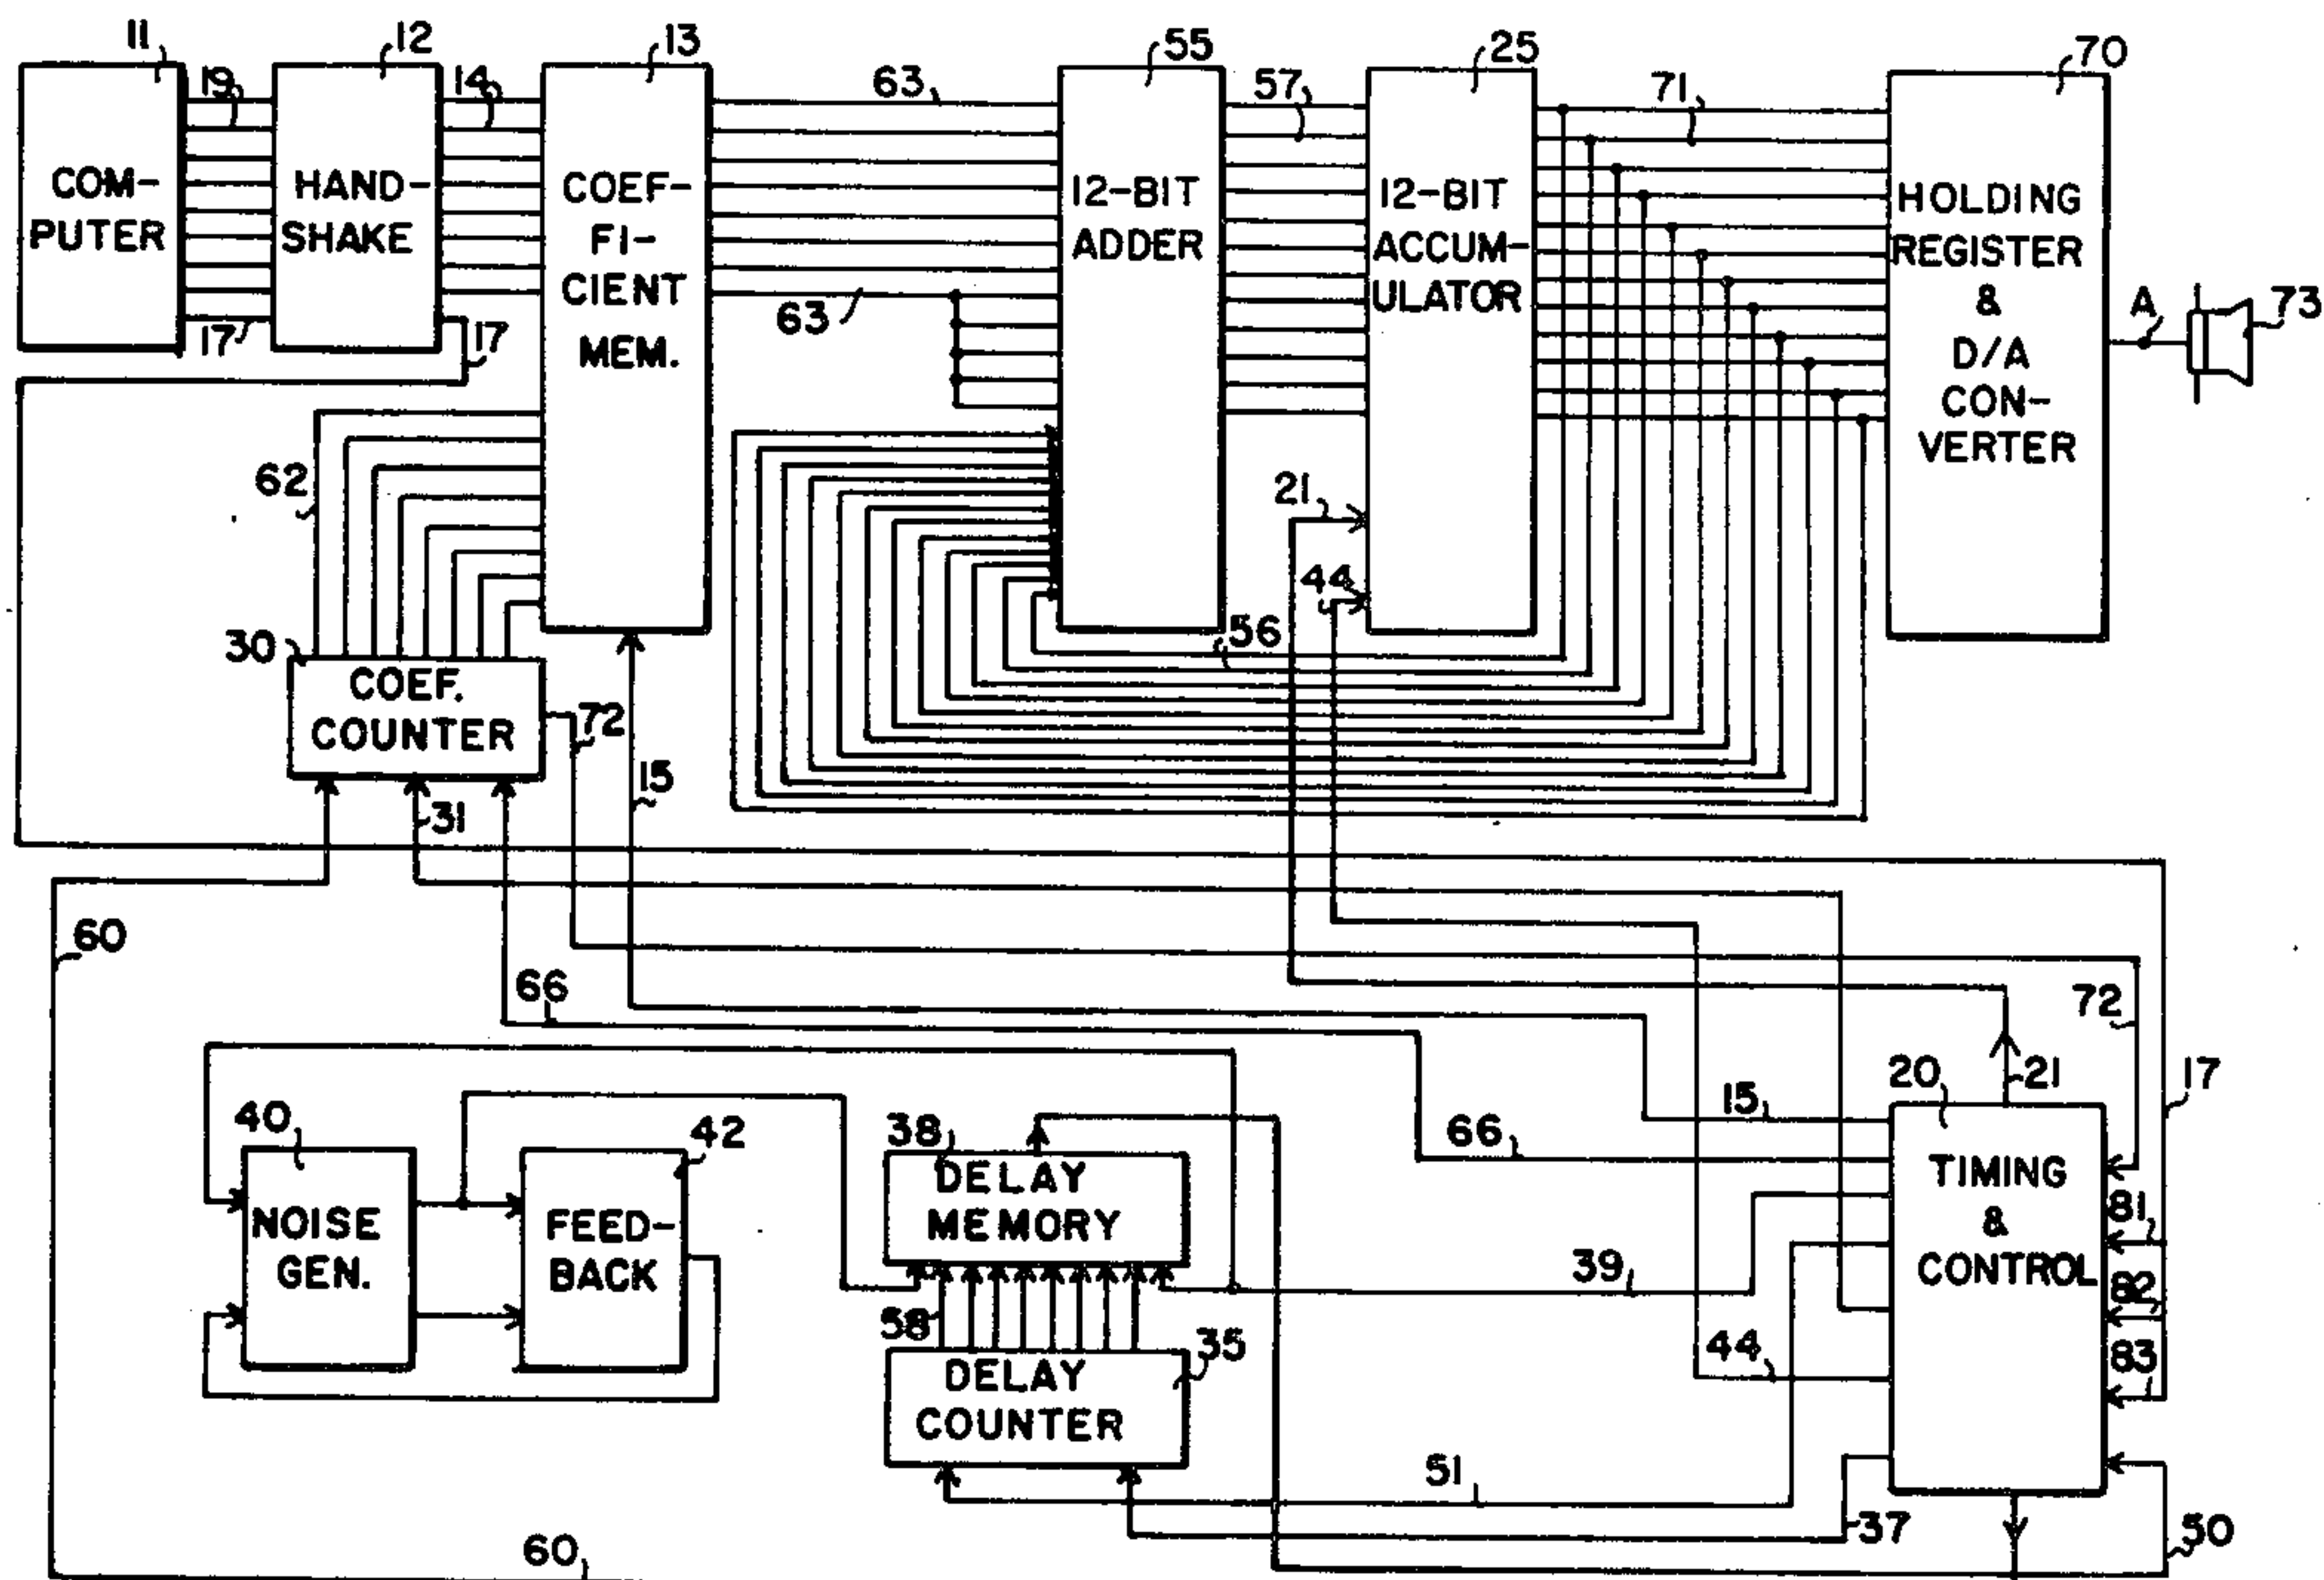 11
12
13
55
25
70
19
14
63
57
71
COM-
PUTER
HAND-
SHAKE
COEF-
FI-
CIENT
MEM.
12-BIT
ADDER
12-BIT
ACCUM-
ULATOR
HOLDING
REGISTER
&
D/A
CON-
VERTER
A
73
17
17
63
62
21
44
56
30
COEF.
COUNTER
72
15
31
60
66
72
17
20
21
15
66
40
42
38
NOISE
GEN.
FEED-
BACK
DELAY
MEMORY
TIMING
&
CONTROL
81
82
83
39
58
35
44
DELAY
COUNTER
51
37
50
60